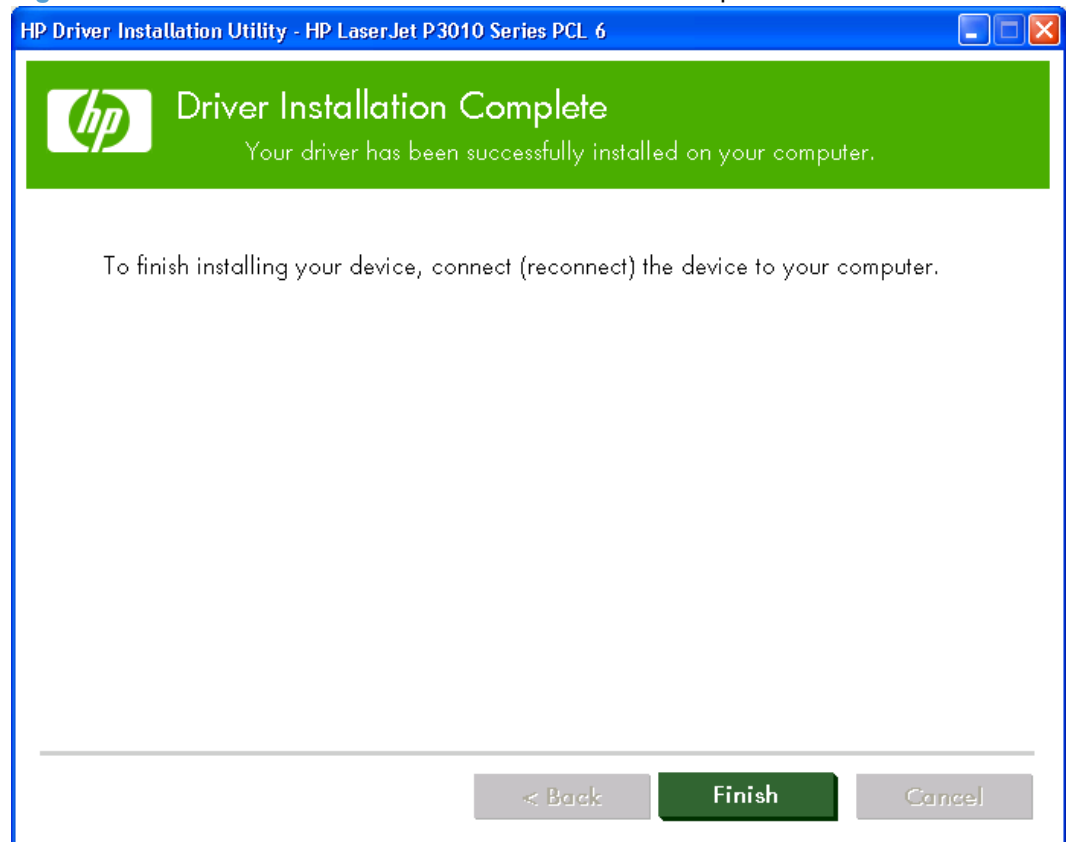 HP Driver Installation Utility - HP LaserJet P3010 Series PCL 6
hp
Driver Installation Complete
Your driver has been successfully installed on your computer.
To finish installing your device, connect (reconnect) the device to your computer.
< Back
Finish
Cancel